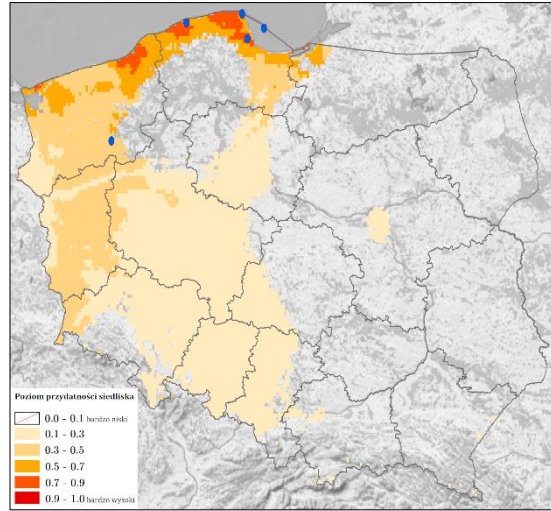 Poziom przydatności siedliska
0.0 - 0.1 bardzo niski
0.1 - 0.3
0.3 - 0.5
0.5 - 0.7
0.7 - 0.9
0.9 - 1.0 bardzo wysoki